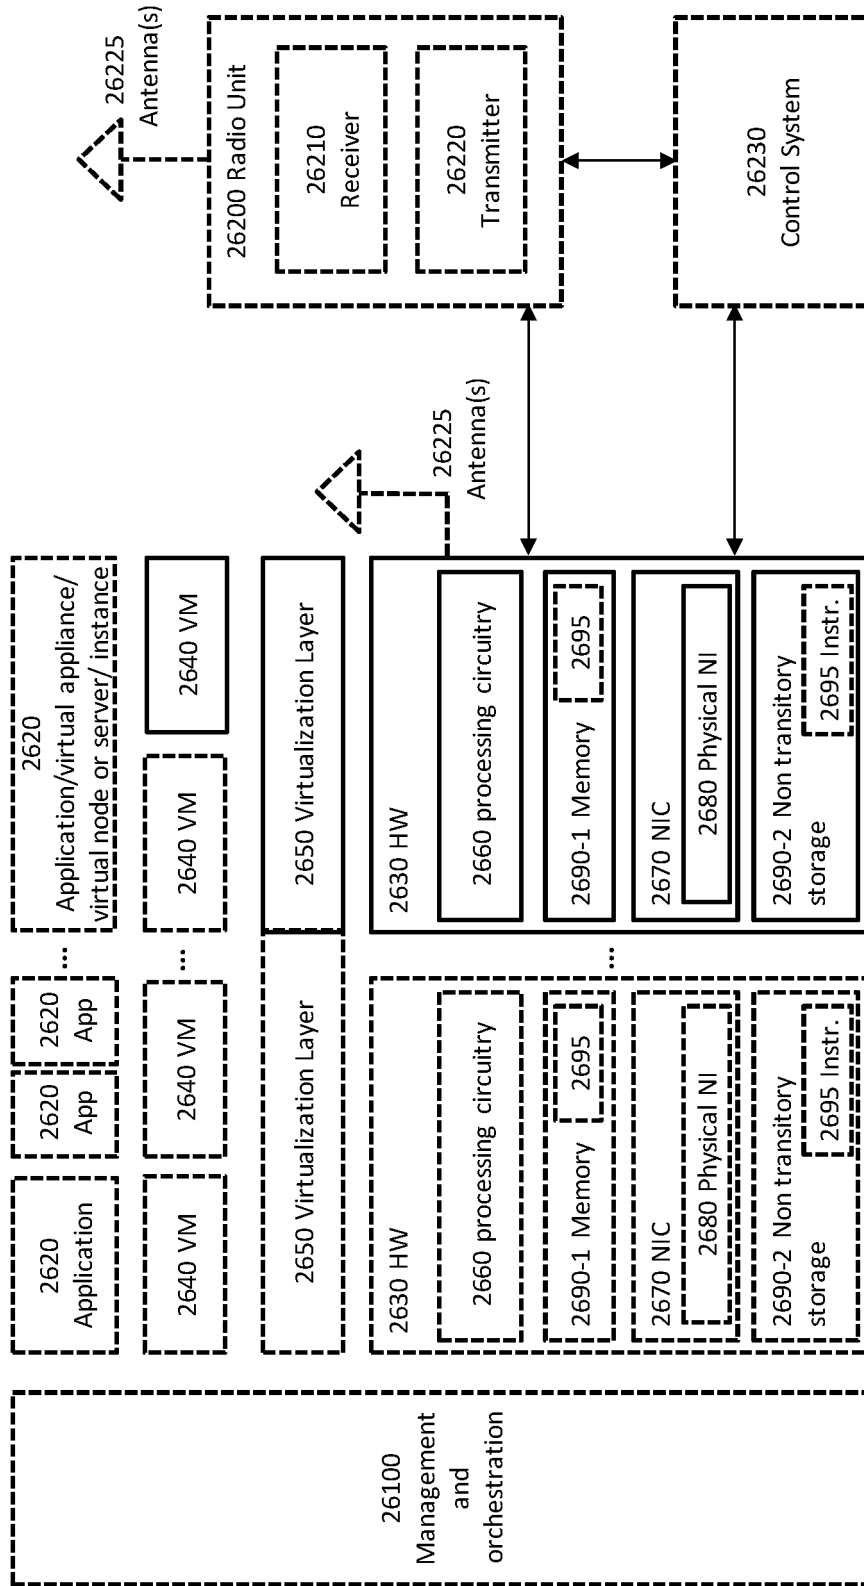 26100
Management
and
orchestration
2620
Application
2620
App
2620
App
...
2620
Application/virtual appliance/
virtual node or server/ instance
2640 VM
2640 VM
...
2640 VM
2640 VM
2650 Virtualization Layer
2650 Virtualization Layer
2630 HW
2660 processing circuitry
2690-1 Memory
2695
2670 NIC
2680 Physical NI
2690-2 Non transitory
storage
2695 Instr.
...
2630 HW
2660 processing circuitry
2690-1 Memory
2695
2670 NIC
2680 Physical NI
2690-2 Non transitory
storage
2695 Instr.
26225
Antenna(s)
26225
Antenna(s)
26200 Radio Unit
26210
Receiver
26220
Transmitter
26230
Control System